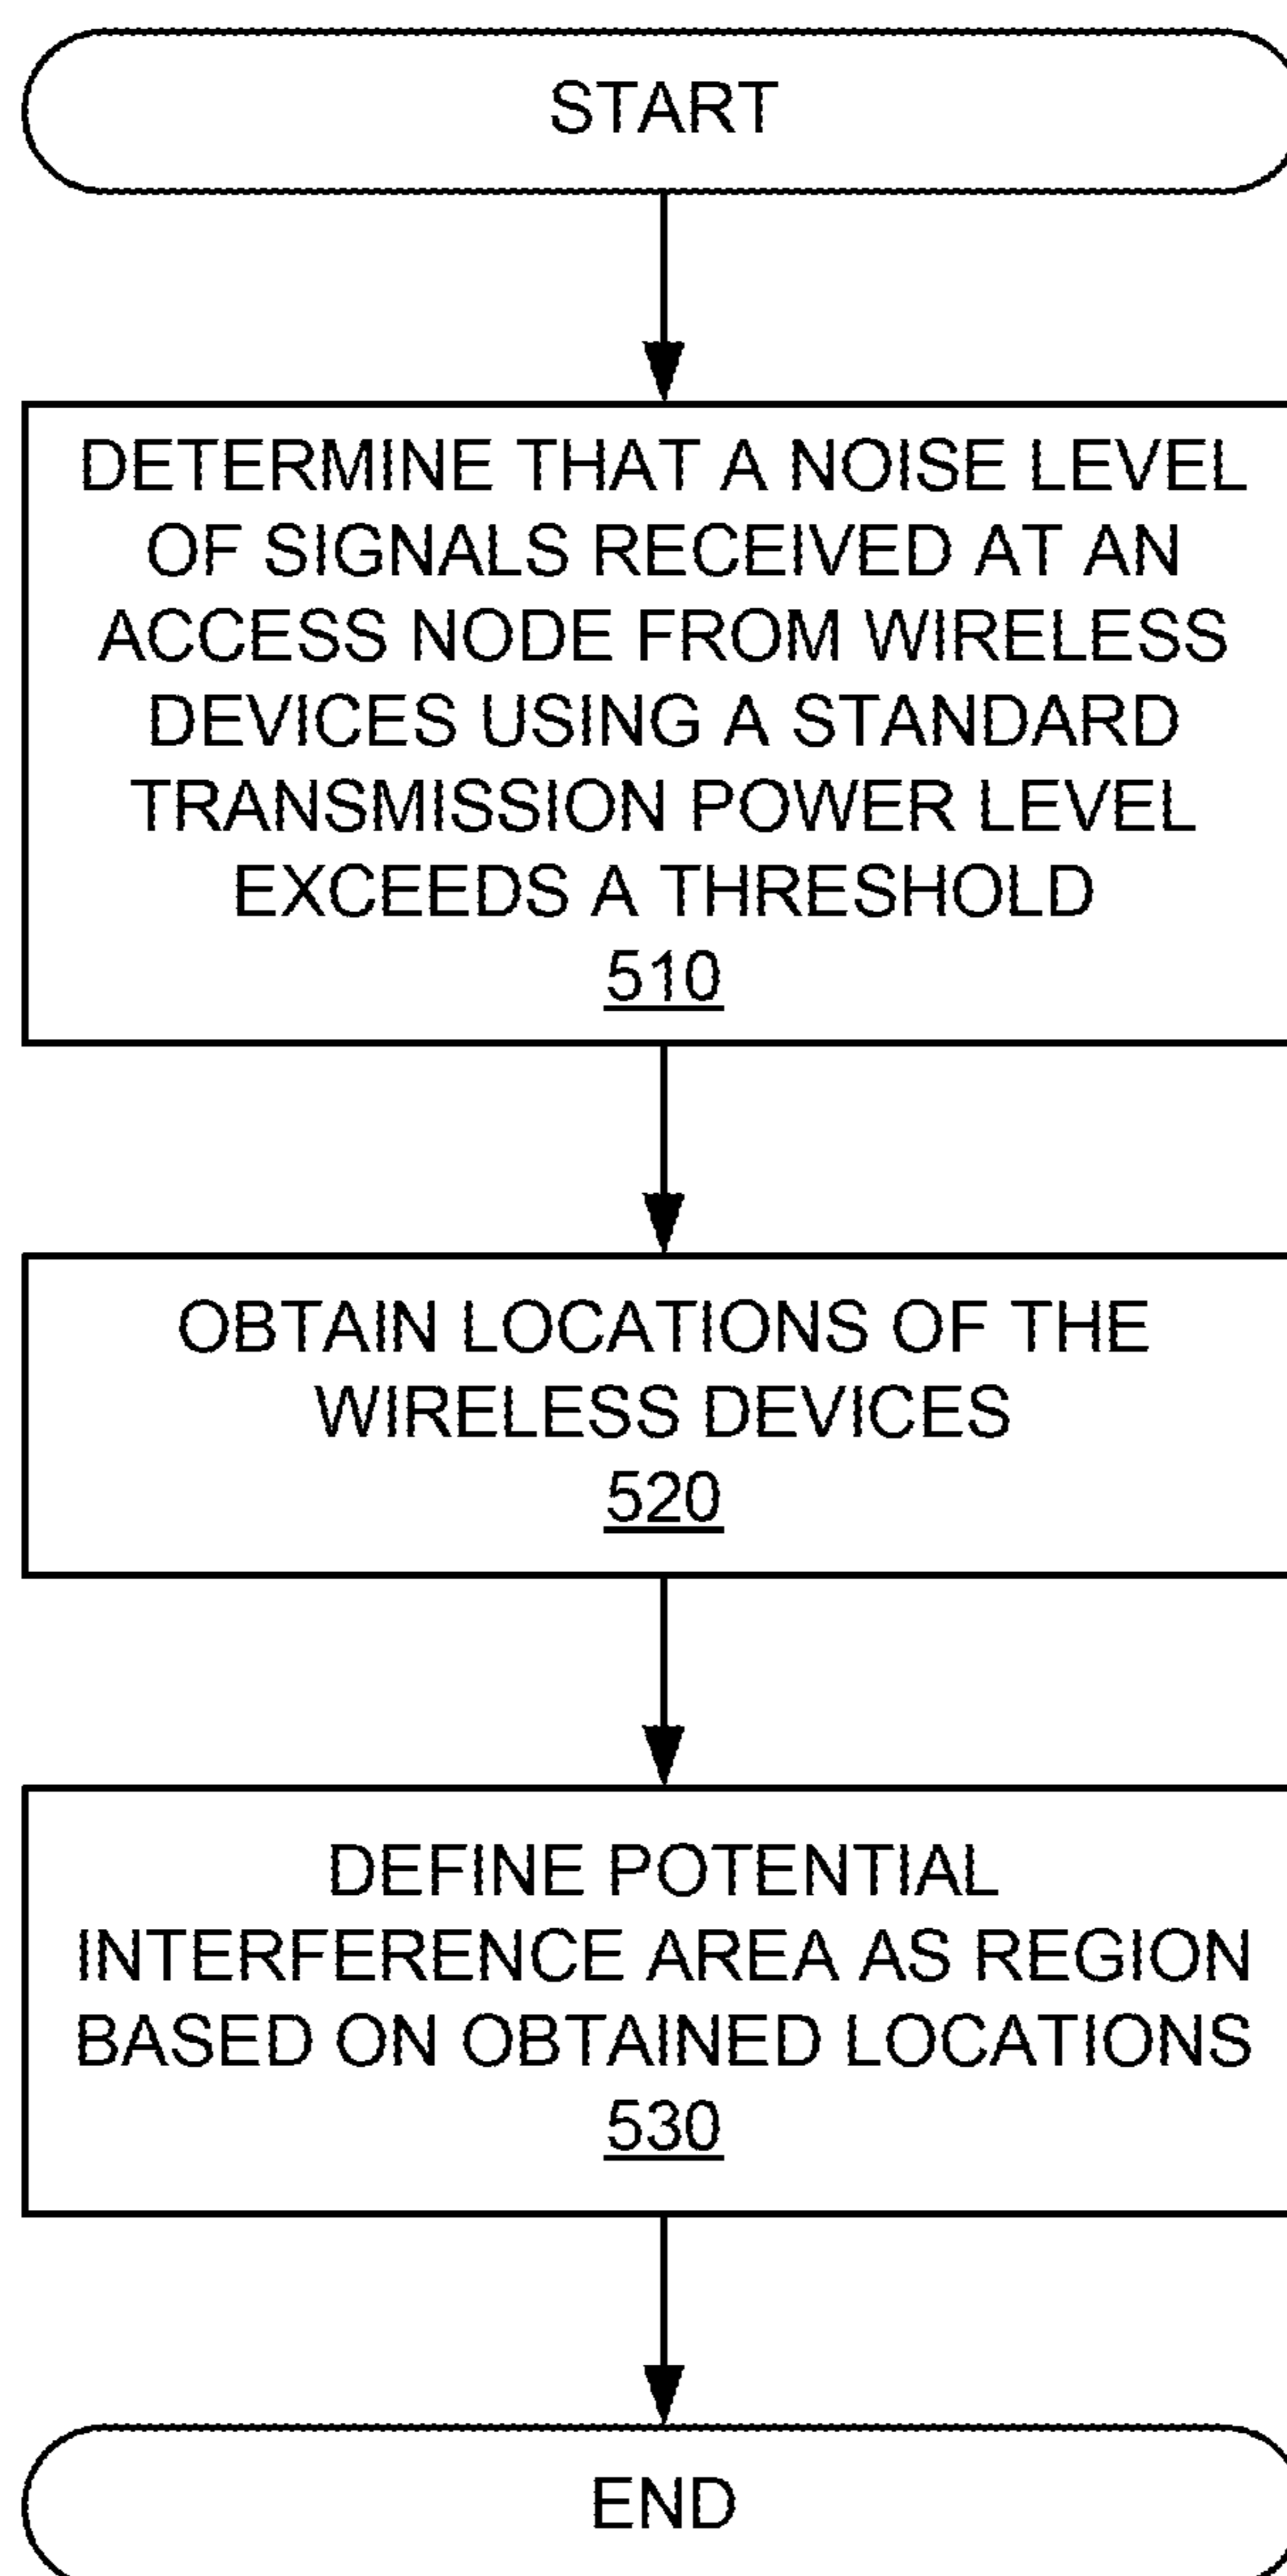 START
DETERMINE THAT A NOISE LEVEL
OF SIGNALS RECEIVED AT AN
ACCESS NODE FROM WIRELESS
DEVICES USING A STANDARD
TRANSMISSION POWER LEVEL
EXCEEDS A THRESHOLD
510
OBTAIN LOCATIONS OF THE
WIRELESS DEVICES
520
DEFINE POTENTIAL
INTERFERENCE AREA AS REGION
BASED ON OBTAINED LOCATIONS
530
END